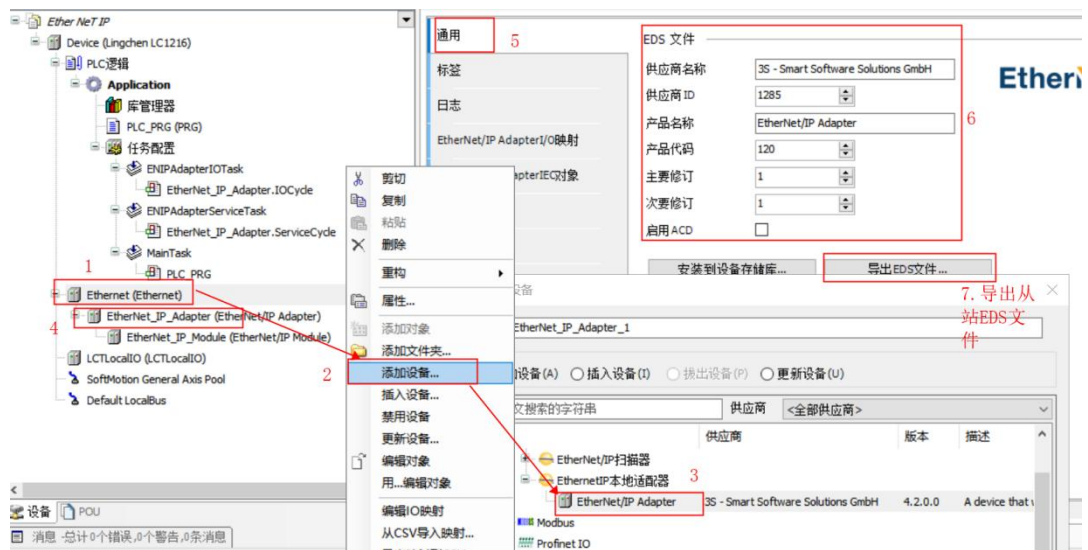 Ether NeT IP
Device (Lingchen LC1216)
PLC逻辑
Application
库管理器
PLC_PRG (PRG)
任务配置
ENIPAdapterIOTask
EtherNet_IP_Adapter.IOCycle
ENIPAdapterServiceTask
EtherNet_IP_Adapter.ServiceCycle
MainTask
PLC_PRG
1
Ethernet (Ethernet)
4
EtherNet_IP_Adapter (EtherNet/IP Adapter)
EtherNet_IP_Module (EtherNet/IP Module)
LCTLocalIO (LCTLocalIO)
SoftMotion General Axis Pool
Default LocalBus
设备
POU
消息 -总计0个错误,0个警告,0条消息
剪切
复制
粘贴
删除
重构
属性...
添加对象
添加文件夹...
2
添加设备...
插入设备...
禁用设备
更新设备...
编辑对象
用...编辑对象
编辑IO映射
从CSV导入映射...
通用
5
标签
日志
EtherNet/IP AdapterI/O映射
apterIEC对象
EDS 文件
供应商名称 3S - Smart Software Solutions GmbH
供应商 ID 1285
产品名称 EtherNet/IP Adapter
产品代码 120
主要修订 1
次要修订 1
启用 ACD
6
EtherN
安装到设备存储库...
导出EDS文件...
7.导出从
站EDS文
件
设备
EtherNet_IP_Adapter_1
设备(A) 插入设备(I) 拨出设备(P) 更新设备(U)
文搜索的字符串 供应商 <全部供应商>
供应商 版本 描述
EtherNet/IP扫描器
EthernetIP本地适配器
3
EtherNet/IP Adapter 3S - Smart Software Solutions GmbH 4.2.0.0 A device that
Modbus
Profinet IO